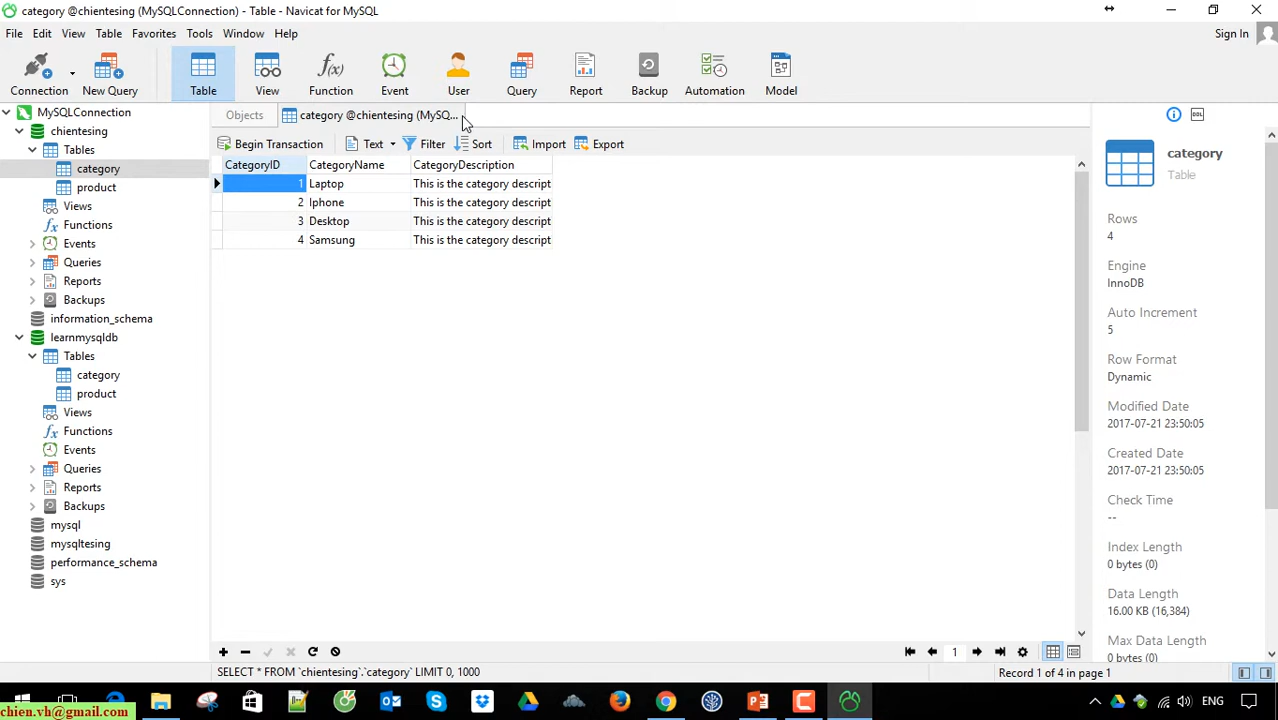 category @chientesing (MySQLConnection) - Table - Navicat for MySQL
File Edit View Table Favorites Tools Window Help
Sign In
Connection New Query Table View Function Event User Query Report Backup Automation Model
f(x)
MySQLConnection
chientesing
Tables
category
product
Views
fx Functions
Events
Queries
Reports
Backups
information_schema
learnmysqldb
Tables
category
product
Views
fx Functions
Events
Queries
Reports
Backups
mysql
mysqltesing
performance_schema
sys
Objects category @chientesing (MySQ...
Begin Transaction Text Filter Sort Import Export
CategoryID CategoryName CategoryDescription
1 Laptop This is the category descript
2 Iphone This is the category descript
3 Desktop This is the category descript
4 Samsung This is the category descript
1
SELECT * FROM `chientesing`.`category` LIMIT 0, 1000
Record 1 of 4 in page 1
category
Table
Rows
4
Engine
InnoDB
Auto Increment
5
Row Format
Dynamic
Modified Date
2017-07-21 23:50:05
Created Date
2017-07-21 23:50:05
Check Time
--
Index Length
0 bytes (0)
Data Length
16.00 KB (16,384)
Max Data Length
0 bytes (0)
ENG
chien.vh@gmail.com